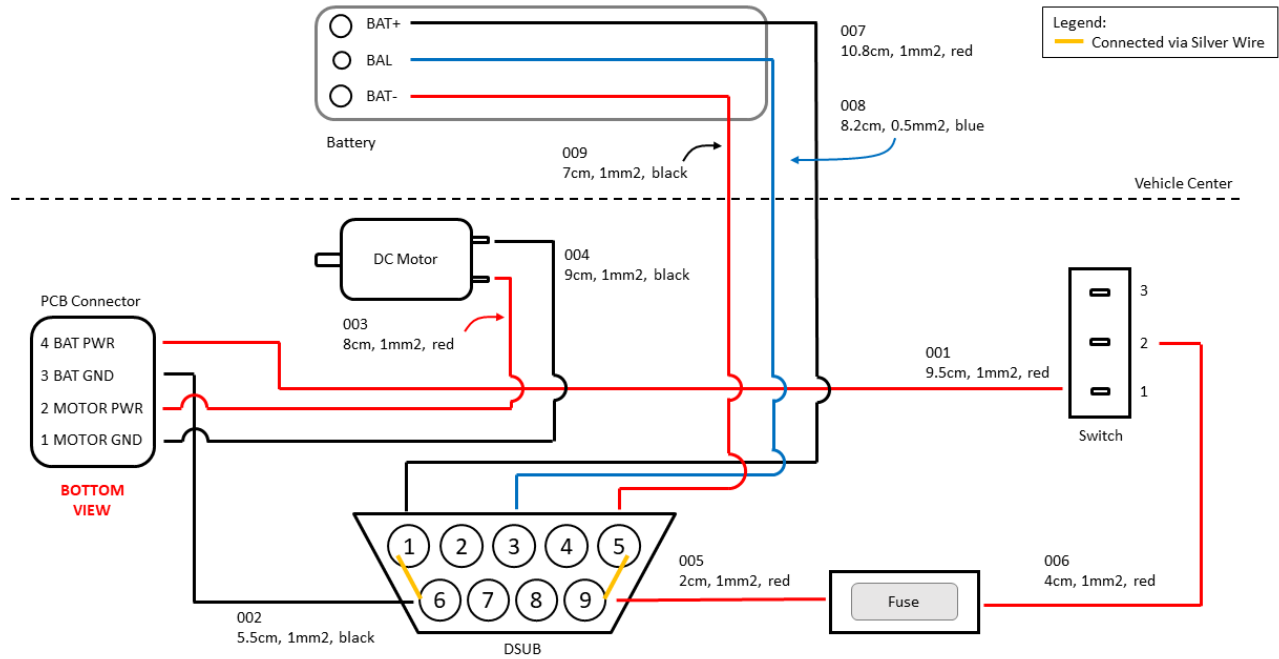 BAT+
BAL
BAT-
Battery
007
10.8cm, 1mm2, red
008
8.2cm, 0.5mm2, blue
009
7cm, 1mm2, black
Legend:
Connected via Silver Wire
Vehicle Center
DC Motor
004
9cm, 1mm2, black
003
8cm, 1mm2, red
PCB Connector
4 BAT PWR
3 BAT GND
2 MOTOR PWR
1 MOTOR GND
BOTTOM
VIEW
001
9.5cm, 1mm2, red
3
2
1
Switch
1
2
3
4
5
6
7
8
9
DSUB
002
5.5cm, 1mm2, black
005
2cm, 1mm2, red
Fuse
006
4cm, 1mm2, red